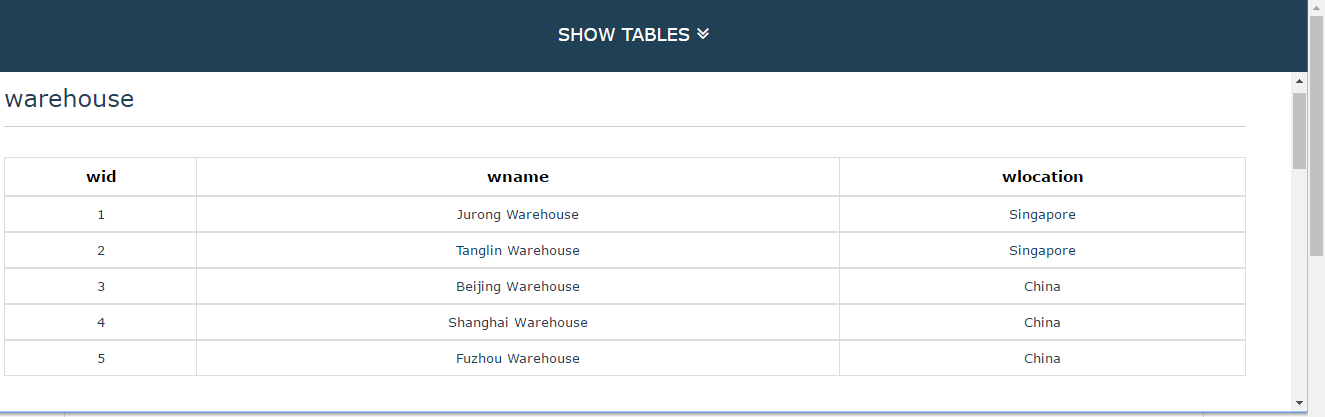 SHOW TABLES
warehouse
wid wname wlocation
1 Jurong Warehouse Singapore
2 Tanglin Warehouse Singapore
3 Beijing Warehouse China
4 Shanghai Warehouse China
5 Fuzhou Warehouse China